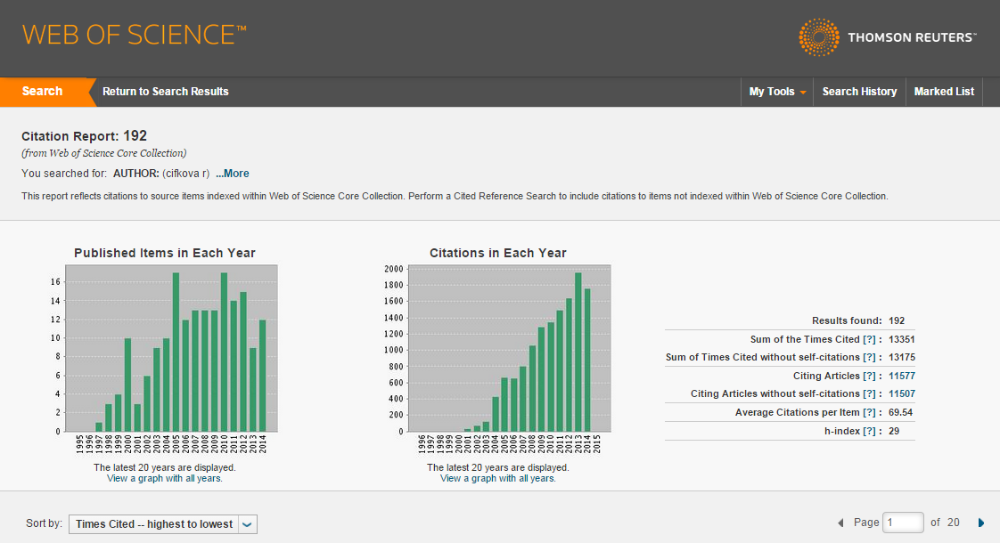 WEB OF SCIENCE™
THOMSON REUTERS™
Search
Return to Search Results
My Tools
Search History
Marked List
Citation Report: 192
(from Web of Science Core Collection)
You searched for: AUTHOR: (cifkova r) ...More
This report reflects citations to source items indexed within Web of Science Core Collection. Perform a Cited Reference Search to include citations to items not indexed within Web of Science Core Collection.
Published Items in Each Year
16
14
12
10
8
6
4
2
0
1995 1996 1997 1998 1999 2000 2001 2002 2003 2004 2005 2006 2007 2008 2009 2010 2011 2012 2013 2014
The latest 20 years are displayed.
View a graph with all years.
Citations in Each Year
2000
1800
1600
1400
1200
1000
800
600
400
200
0
1996 1997 1998 1999 2000 2001 2002 2003 2004 2005 2006 2007 2008 2009 2010 2011 2012 2013 2014 2015
The latest 20 years are displayed.
View a graph with all years.
Results found: 192
Sum of the Times Cited [?] : 13351
Sum of Times Cited without self-citations [?] : 13175
Citing Articles [?] : 11577
Citing Articles without self-citations [?] : 11507
Average Citations per Item [?] : 69.54
h-index [?] : 29
Sort by: Times Cited -- highest to lowest
Page 1 of 20